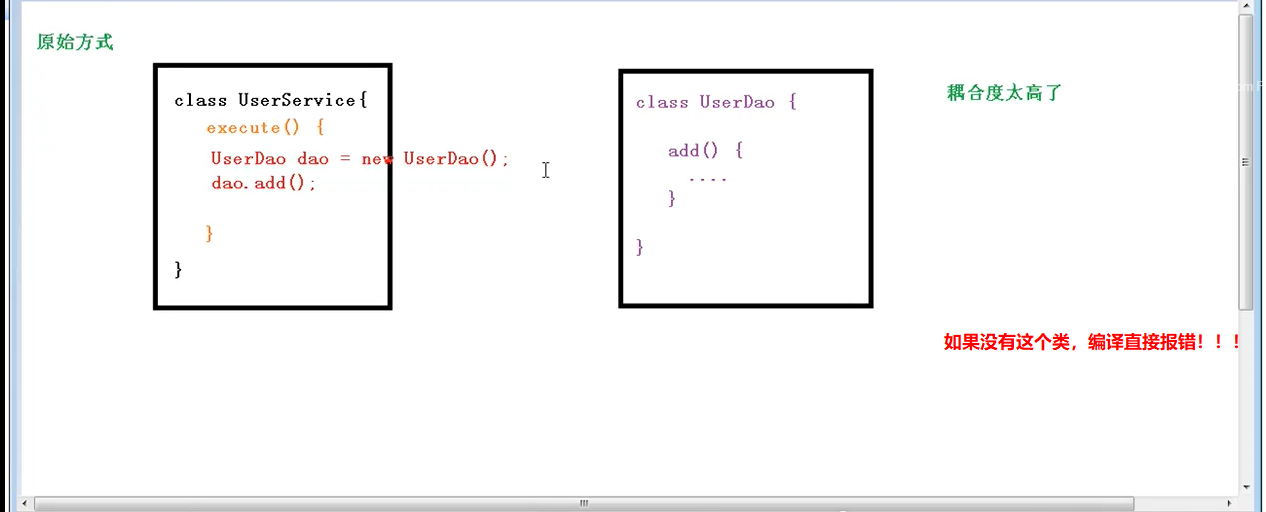 原始方式
class UserService{
execute() {
UserDao dao = new UserDao();
dao.add();
}
}
class UserDao {
add() {
....
}
}
耦合度太高了
如果没有这个类，编译直接报错！！！